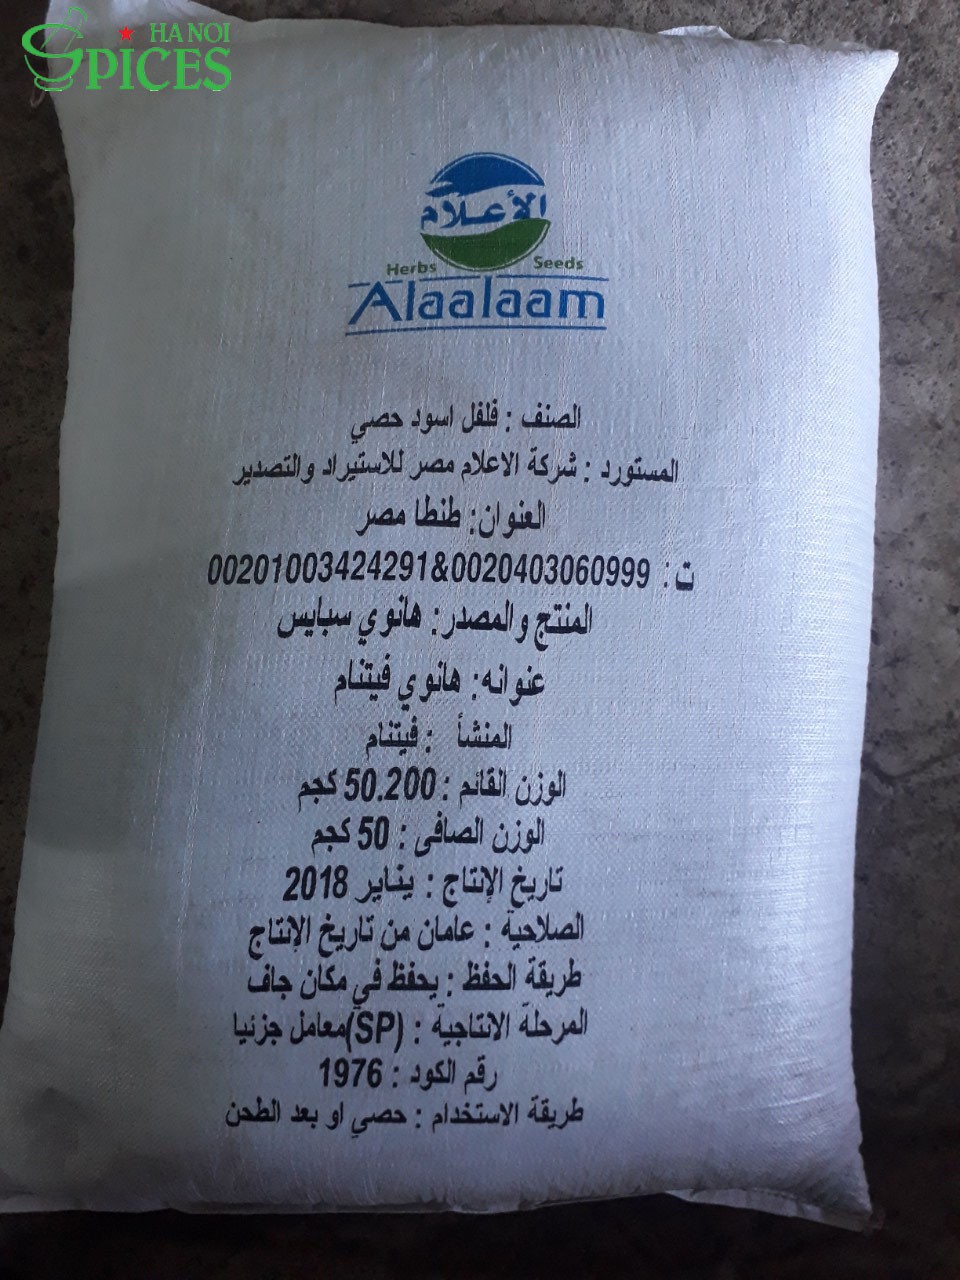 HANOI
SPICES
الأعلام
Herbs Seeds
Alaalaam
الصنف : فلفل اسود حصي
المستورد : شركة الاعلام مصر للاستيراد والتصدير
العنوان: طنطا مصر
ت : 0020403060999&00201003424291
المنتج والمصدر: هانوي سبايس
عنوانه: هانوي فيتنام
المنشأ : فيتنام
الوزن القائم : 50.200 كجم
الوزن الصافى : 50 كجم
تاريخ الإنتاج : يناير 2018
الصلاحية : عامان من تاريخ الإنتاج
طريقة الحفظ : يحفظ في مكان جاف
المرحلة الانتاجية : (SP)معامل جزئيا
رقم الكود : 1976
طريقة الاستخدام : حصي او بعد الطحن